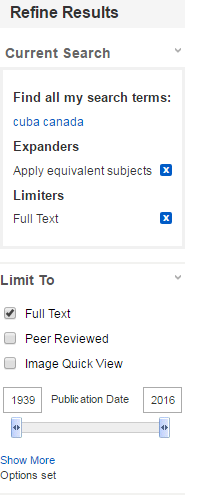 Refine Results
Current Search
Find all my search terms:
cuba canada
Expanders
Apply equivalent subjects x
Limiters
Full Text x
Limit To
Full Text
Peer Reviewed
Image Quick View
1939 Publication Date 2016
Show More
Options set